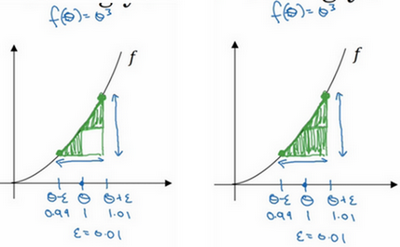 f(θ)=θ³
f(θ)=θ³
f
f
θ-ε θ θ+ε
0.99 1 1.01
ε=0.01
θ-ε θ θ+ε
0.99 1 1.01
ε=0.01